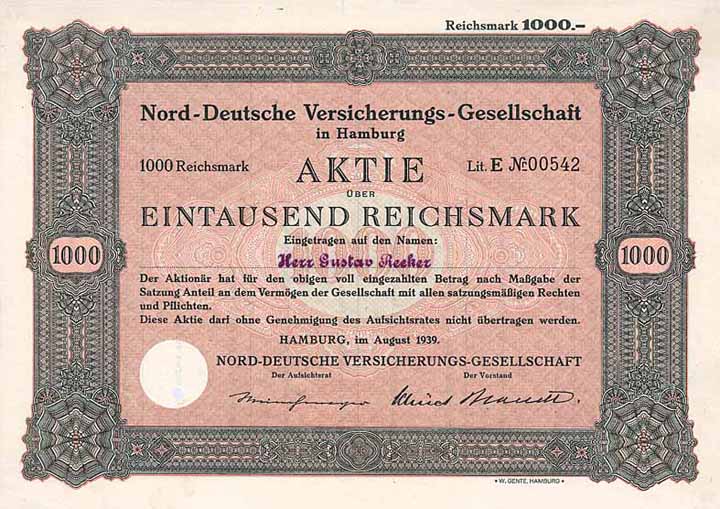 Reichsmark 1000.-
Nord-Deutsche Versicherungs-Gesellschaft
in Hamburg
1000 Reichsmark AKTIE Lit. E № 00542
ÜBER
EINTAUSEND REICHSMARK
Eingetragen auf den Namen:
Herr Gustav Recker
1000 1000
Der Aktionär hat für den obigen voll eingezahlten Betrag nach Maßgabe der
Satzung Anteil an dem Vermögen der Gesellschaft mit allen satzungsmäßigen Rechten
und Pflichten.
Diese Aktie darf ohne Genehmigung des Aufsichtsrates nicht übertragen werden.
HAMBURG, im August 1939.
NORD-DEUTSCHE VERSICHERUNGS-GESELLSCHAFT
Der Aufsichtsrat Der Vorstand
• W. GENTE, HAMBURG •